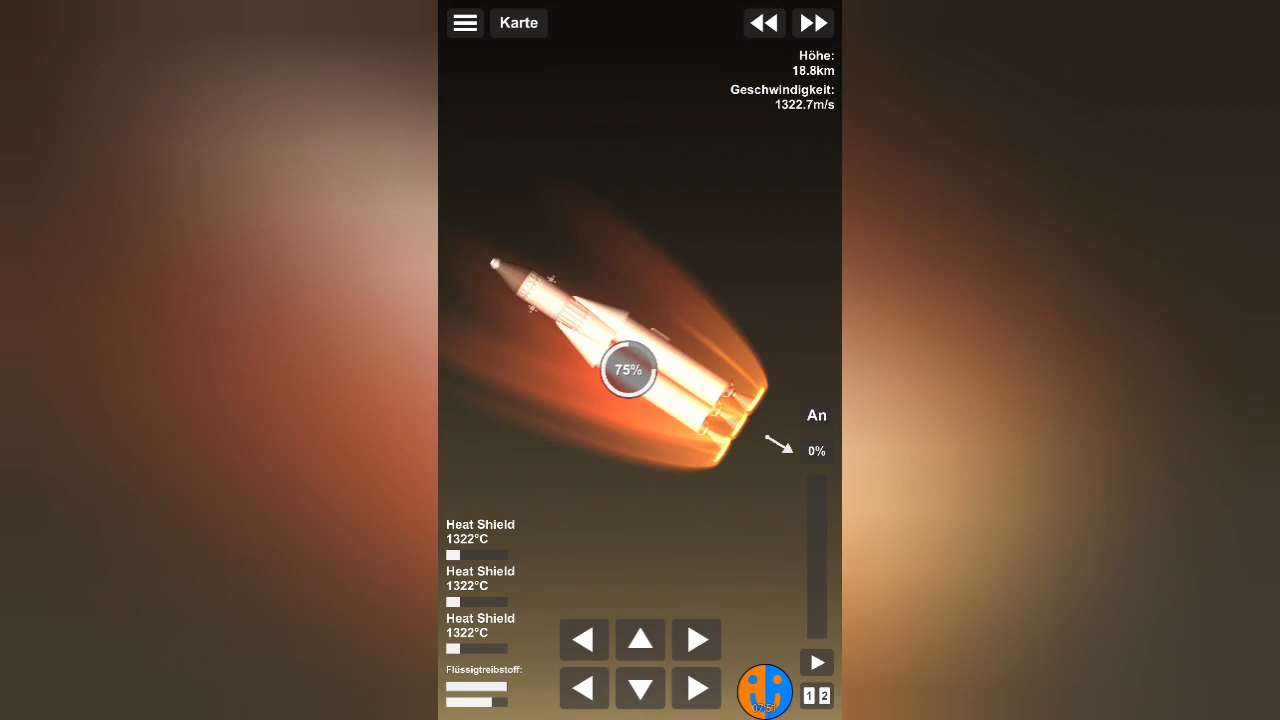 Karte
Höhe:
18.8km
Geschwindigkeit:
1322.7m/s
75%
An
0%
Heat Shield
1322°C
Heat Shield
1322°C
Heat Shield
1322°C
Flüssigtreibstoff:
1 2